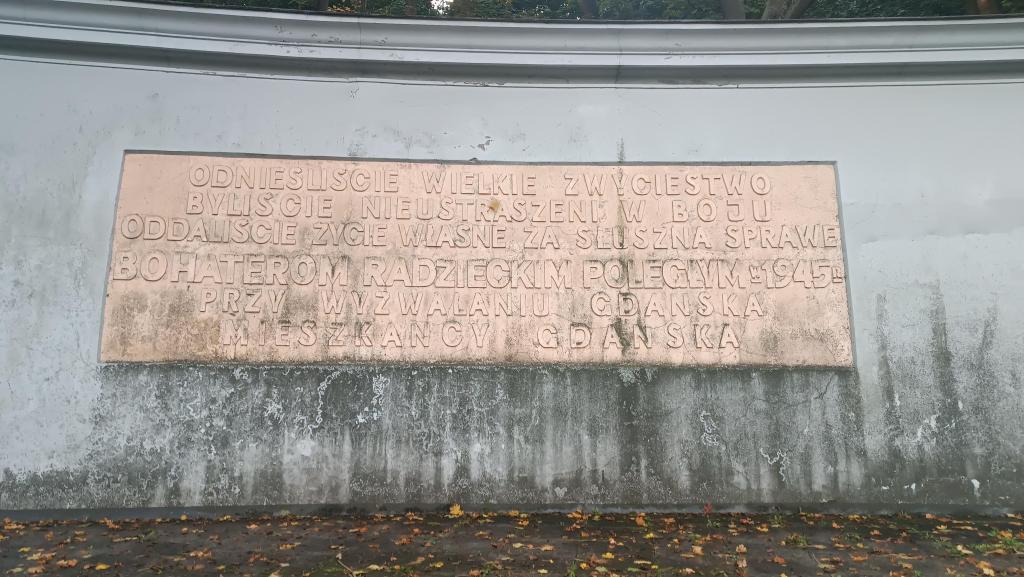 ODNIEŚLIŚCIE WIELKIE ZWYCIĘSTWO
BYLIŚCIE NIEUSTRASZENI W BOJU
ODDALIŚCIE ŻYCIE WŁASNE ZA SŁUSZNĄ SPRAWĘ
BOHATEROM RADZIECKIM POLEGŁYM W 1945R
PRZY WYZWALANIU GDAŃSKA
MIESZKAŃCY GDAŃSKA